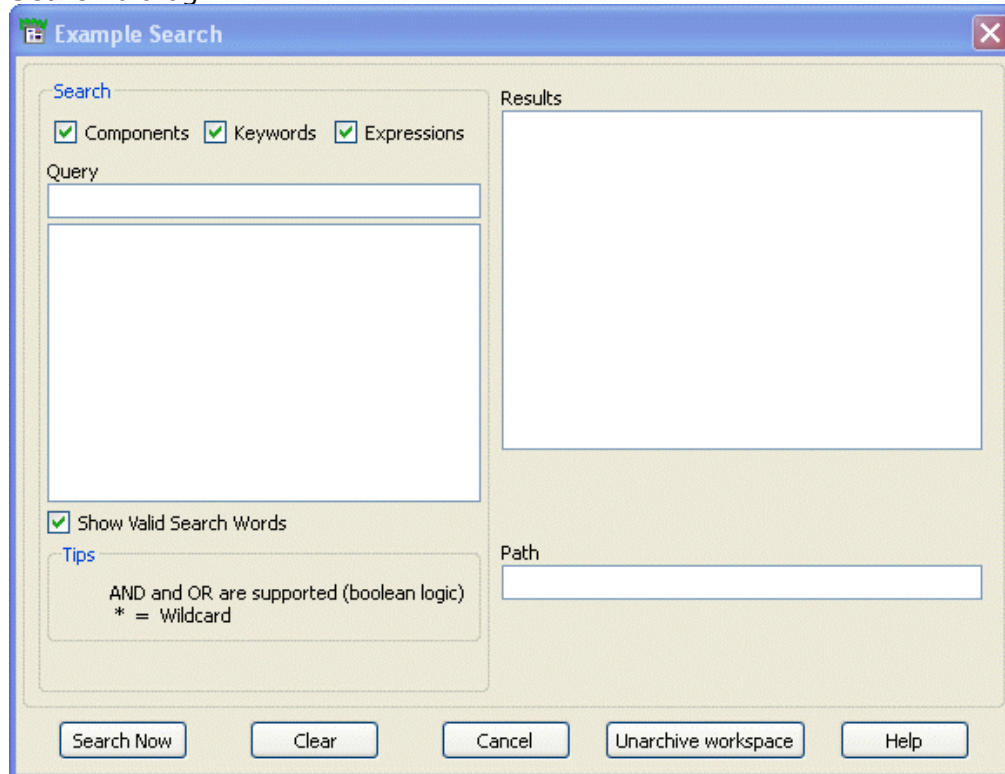 Example Search
Search
Components Keywords Expressions
Query
Show Valid Search Words
Tips
AND and OR are supported (boolean logic)
* = Wildcard
Results
Path
Search Now Clear Cancel Unarchive workspace Help